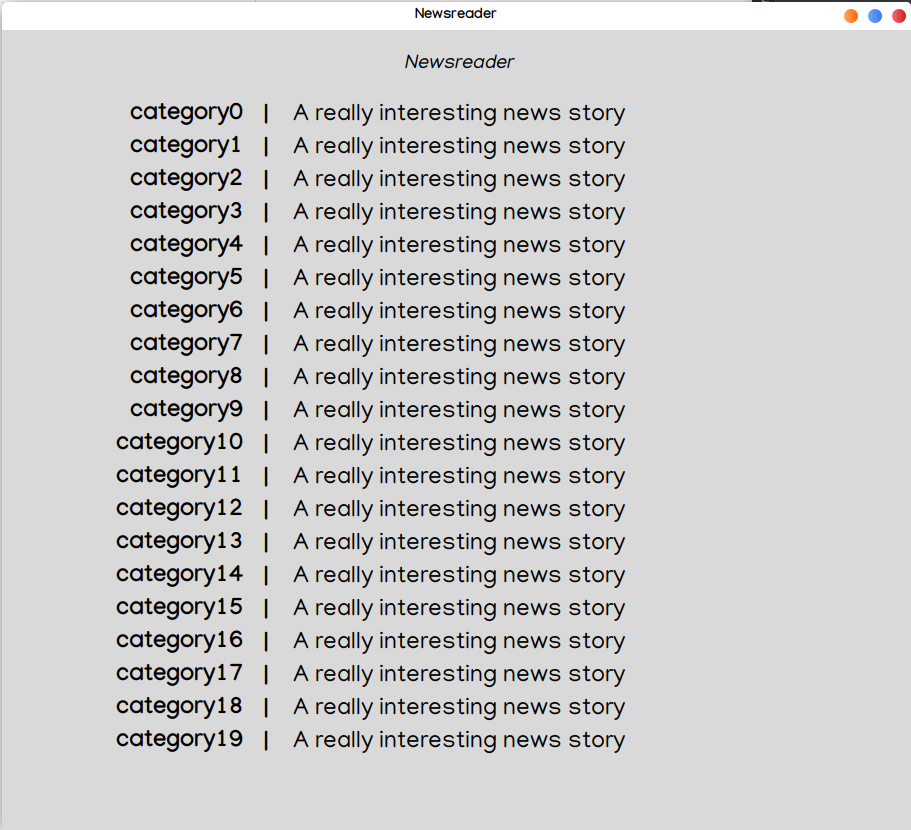 Newsreader
Newsreader
category0 | A really interesting news story
category1 | A really interesting news story
category2 | A really interesting news story
category3 | A really interesting news story
category4 | A really interesting news story
category5 | A really interesting news story
category6 | A really interesting news story
category7 | A really interesting news story
category8 | A really interesting news story
category9 | A really interesting news story
category10 | A really interesting news story
category11 | A really interesting news story
category12 | A really interesting news story
category13 | A really interesting news story
category14 | A really interesting news story
category15 | A really interesting news story
category16 | A really interesting news story
category17 | A really interesting news story
category18 | A really interesting news story
category19 | A really interesting news story